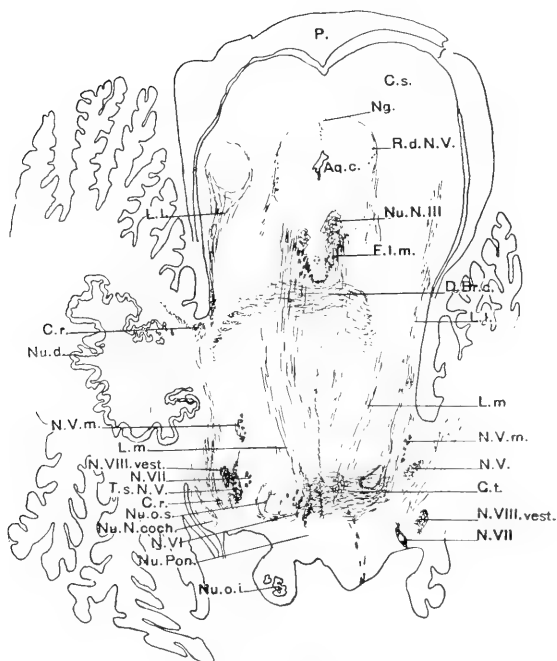 P.
C.s.
Ng.
R.d.N.V.
Aq.c.
L.l.
Nu.N.III
F.l.m.
D.Br.c.
C.r.
L.l.
Nu.d.
L.m
N.V.m.
N.V.m.
L.m
N.VIII.vest.
N.V.
N.VII
T.s.N.V.
C.t.
C.r.
Nu.o.s.
N.VIII.vest.
Nu.N.coch.
N.VI
N.VII
Nu.Pon.
Nu.o.i.